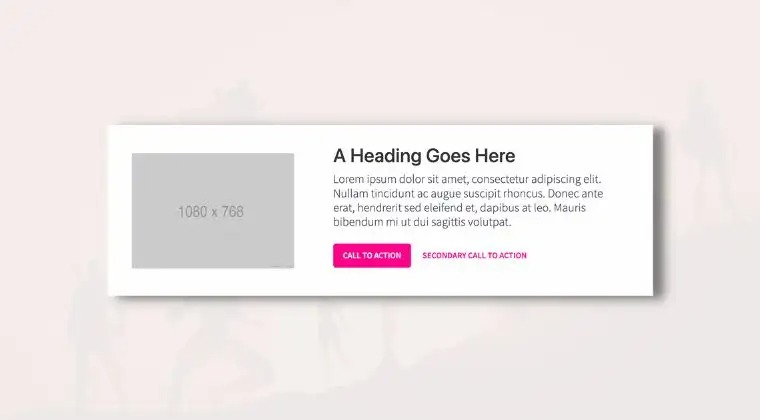 1080 x 768
A Heading Goes Here
Lorem ipsum dolor sit amet, consectetur adipiscing elit.
Nullam tincidunt ac augue suscipit rhoncus. Donec ante
erat, hendrerit sed eleifend et, dapibus at leo. Mauris
bibendum mi ut dui sagittis volutpat.
CALL TO ACTION SECONDARY CALL TO ACTION